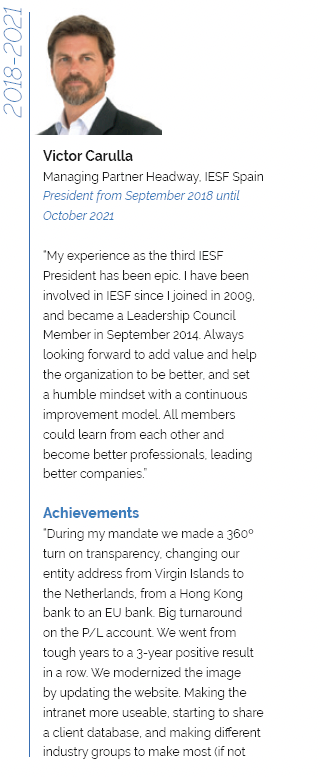 2018-2021
Victor Carulla
Managing Partner Headway, IESF Spain
President from September 2018 until
October 2021
“My experience as the third IESF
President has been epic. I have been
involved in IESF since I joined in 2009,
and became a Leadership Council
Member in September 2014. Always
looking forward to add value and help
the organization to be better, and set
a humble mindset with a continuous
improvement model. All members
could learn from each other and
become better professionals, leading
better companies.”
Achievements
“During my mandate we made a 360º
turn on transparency, changing our
entity address from Virgin Islands to
the Netherlands, from a Hong Kong
bank to an EU bank. Big turnaround
on the P/L account. We went from
tough years to a 3-year positive result
in a row. We modernized the image
by updating the website. Making the
intranet more useable, starting to share
a client database, and making different
industry groups to make most (if not